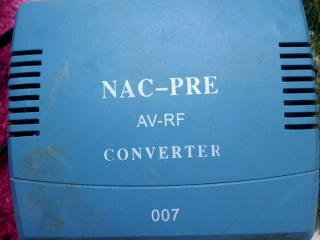 NAC-PRE
AV-RF
CONVERTER
007